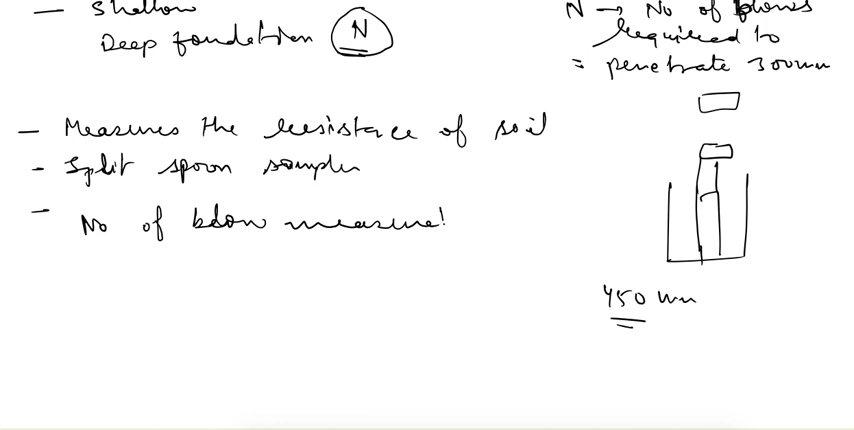 — Shallow
Deep foundation N
N → No of blows
required to
= penetrate 300mm
— Measures the resistance of soil
- Split spoon sampler
- No of blow measure!
450 mm